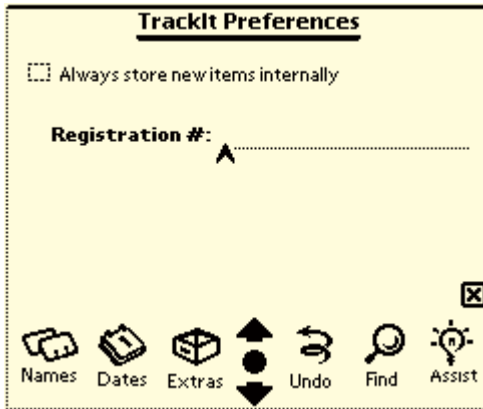 TrackIt Preferences
Always store new items internally
Registration #:
Names Dates Extras Undo Find Assist